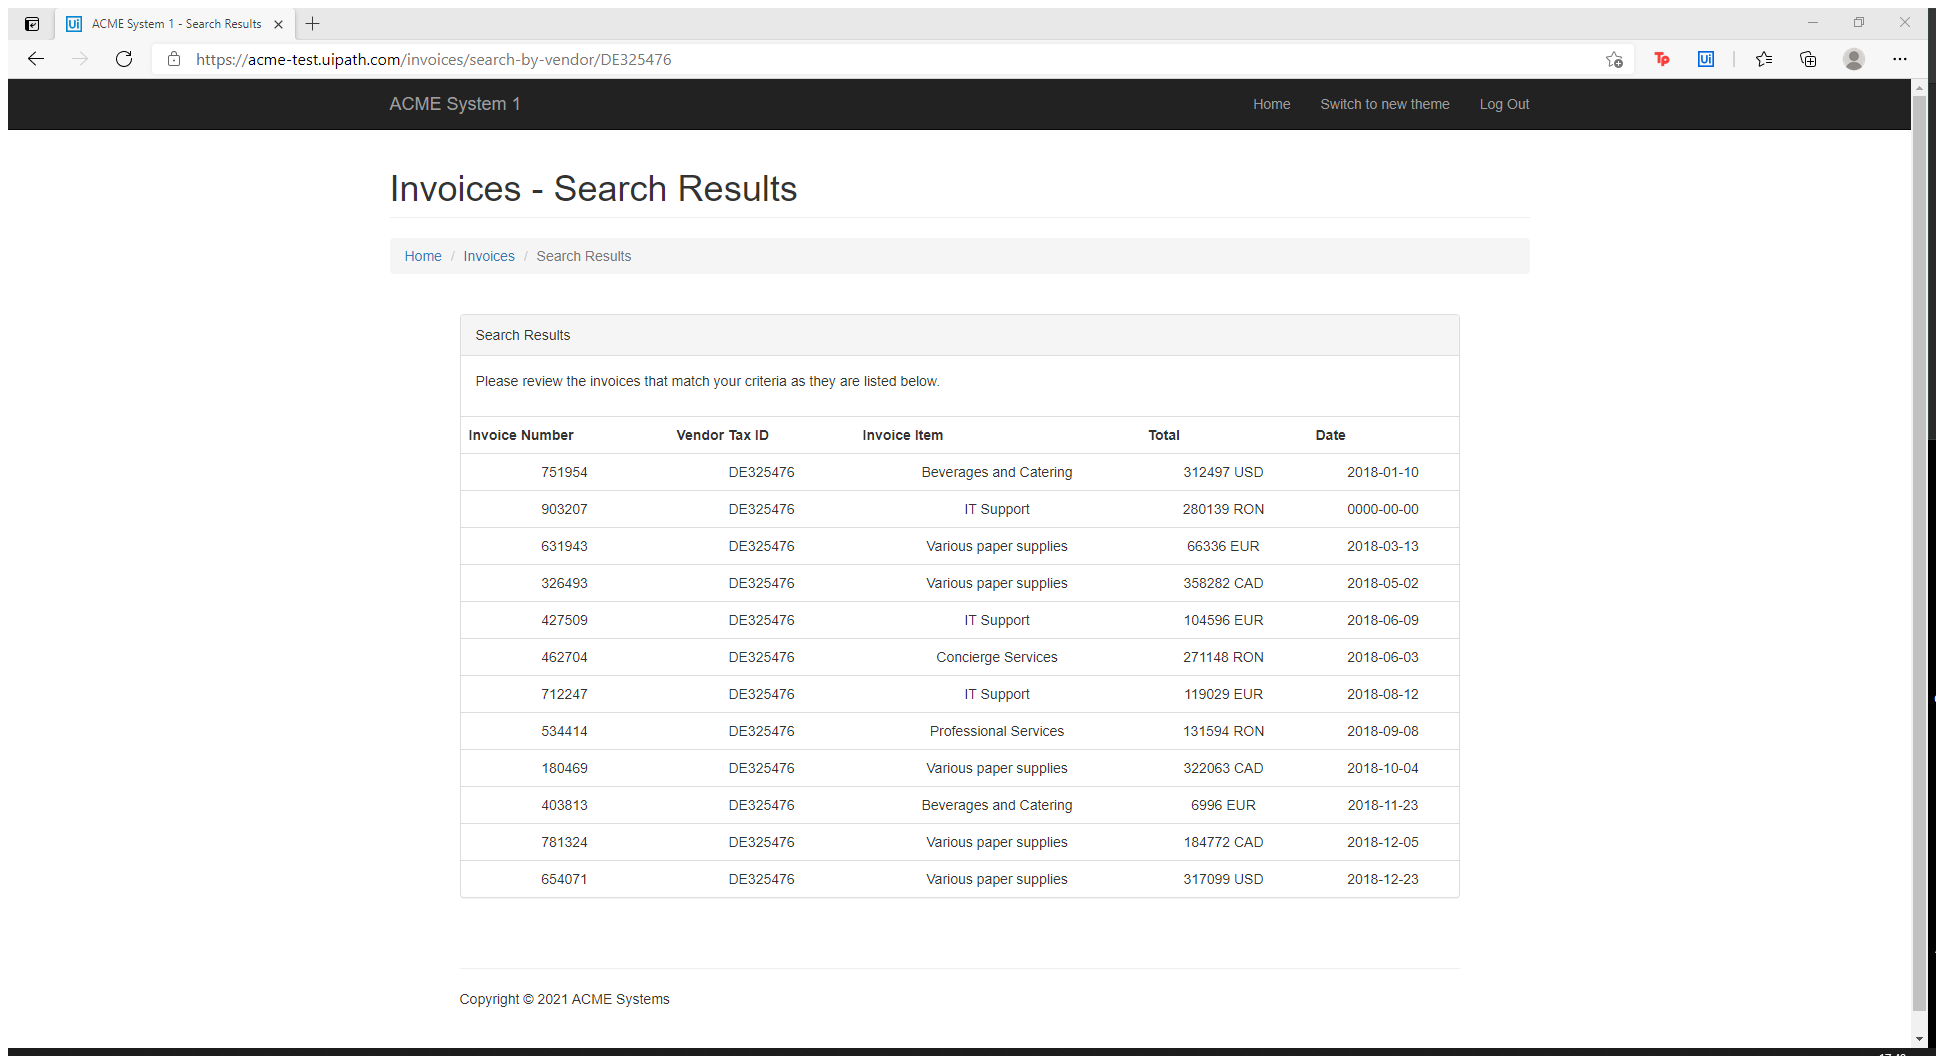 ACME System 1 - Search Results
https://acme-test.uipath.com/invoices/search-by-vendor/DE325476
ACME System 1 Home Switch to new theme Log Out
Invoices - Search Results
Home / Invoices / Search Results
Search Results
Please review the invoices that match your criteria as they are listed below.
Invoice Number Vendor Tax ID Invoice Item Total Date
751954 DE325476 Beverages and Catering 312497 USD 2018-01-10
903207 DE325476 IT Support 280139 RON 0000-00-00
631943 DE325476 Various paper supplies 66336 EUR 2018-03-13
326493 DE325476 Various paper supplies 358282 CAD 2018-05-02
427509 DE325476 IT Support 104596 EUR 2018-06-09
462704 DE325476 Concierge Services 271148 RON 2018-06-03
712247 DE325476 IT Support 119029 EUR 2018-08-12
534414 DE325476 Professional Services 131594 RON 2018-09-08
180469 DE325476 Various paper supplies 322063 CAD 2018-10-04
403813 DE325476 Beverages and Catering 6996 EUR 2018-11-23
781324 DE325476 Various paper supplies 184772 CAD 2018-12-05
654071 DE325476 Various paper supplies 317099 USD 2018-12-23
Copyright © 2021 ACME Systems